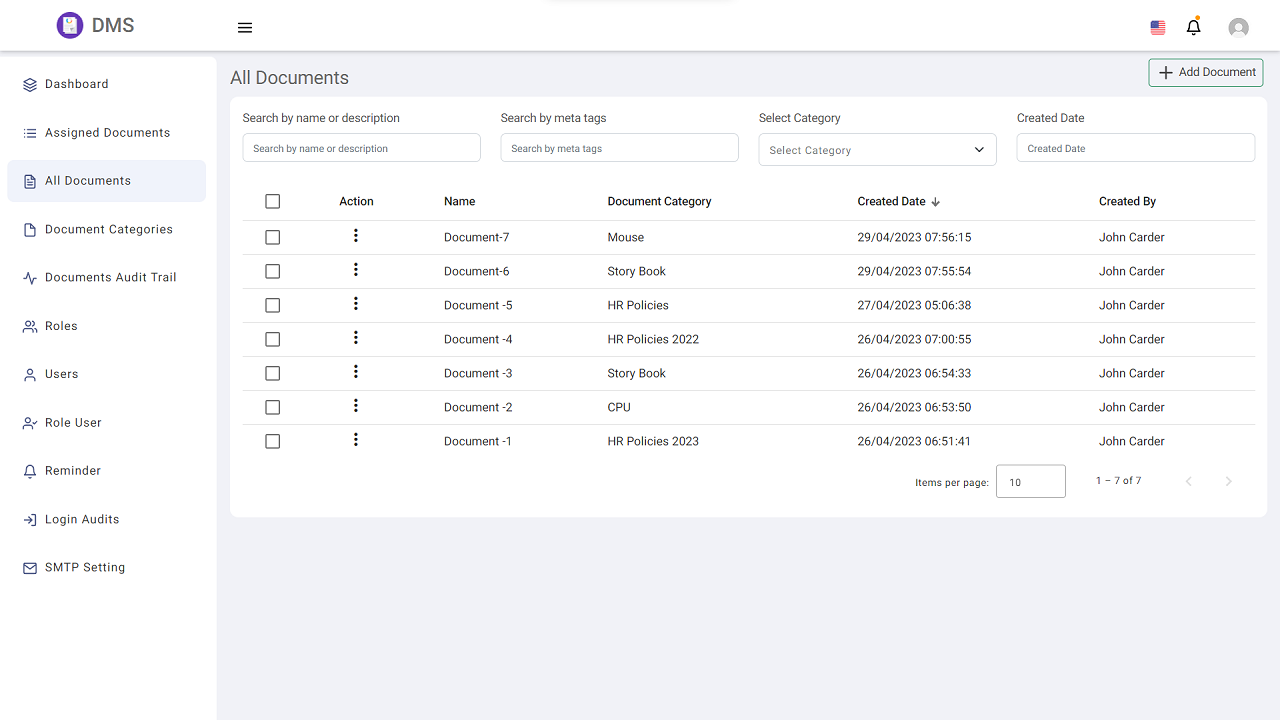 DMS
Dashboard
Assigned Documents
All Documents
Document Categories
Documents Audit Trail
Roles
Users
Role User
Reminder
Login Audits
SMTP Setting
All Documents
Add Document
Search by name or description Search by meta tags Select Category Created Date
Search by name or description Search by meta tags Select Category Created Date
Action Name Document Category Created Date Created By
Document-7 Mouse 29/04/2023 07:56:15 John Carder
Document-6 Story Book 29/04/2023 07:55:54 John Carder
Document -5 HR Policies 27/04/2023 05:06:38 John Carder
Document -4 HR Policies 2022 26/04/2023 07:00:55 John Carder
Document -3 Story Book 26/04/2023 06:54:33 John Carder
Document -2 CPU 26/04/2023 06:53:50 John Carder
Document -1 HR Policies 2023 26/04/2023 06:51:41 John Carder
Items per page: 10 1 – 7 of 7